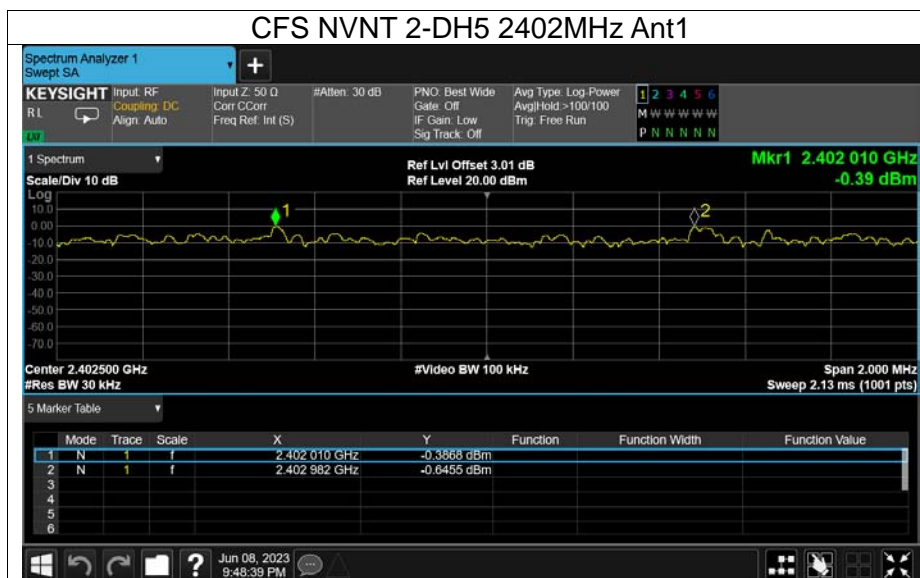 CFS NVNT 2-DH5 2402MHz Ant1
Spectrum Analyzer 1
Swept SA
+
KEYSIGHT Input: RF Input Z: 50 Ω #Atten: 30 dB PNO: Best Wide Avg Type: Log-Power 1 2 3 4 5 6
R L Coupling: DC Corr CCorr Gate: Off Avg|Hold:>100/100 M W W W W W
Align: Auto Freq Ref: Int (S) IF Gain: Low Trig: Free Run
LXI Sig Track: Off P N N N N N
1 Spectrum Ref Lvl Offset 3.01 dB Mkr1 2.402 010 GHz
Scale/Div 10 dB Ref Level 20.00 dBm -0.39 dBm
Log
10.0
0.00
-10.0
-20.0
-30.0
-40.0
-50.0
-60.0
-70.0
1
2
Center 2.402500 GHz #Video BW 100 kHz Span 2.000 MHz
#Res BW 30 kHz Sweep 2.13 ms (1001 pts)
5 Marker Table
Mode Trace Scale X Y Function Function Width Function Value
1 N 1 f 2.402 010 GHz -0.3868 dBm
2 N 1 f 2.402 982 GHz -0.6455 dBm
3
4
5
6
? Jun 08, 2023
9:48:39 PM